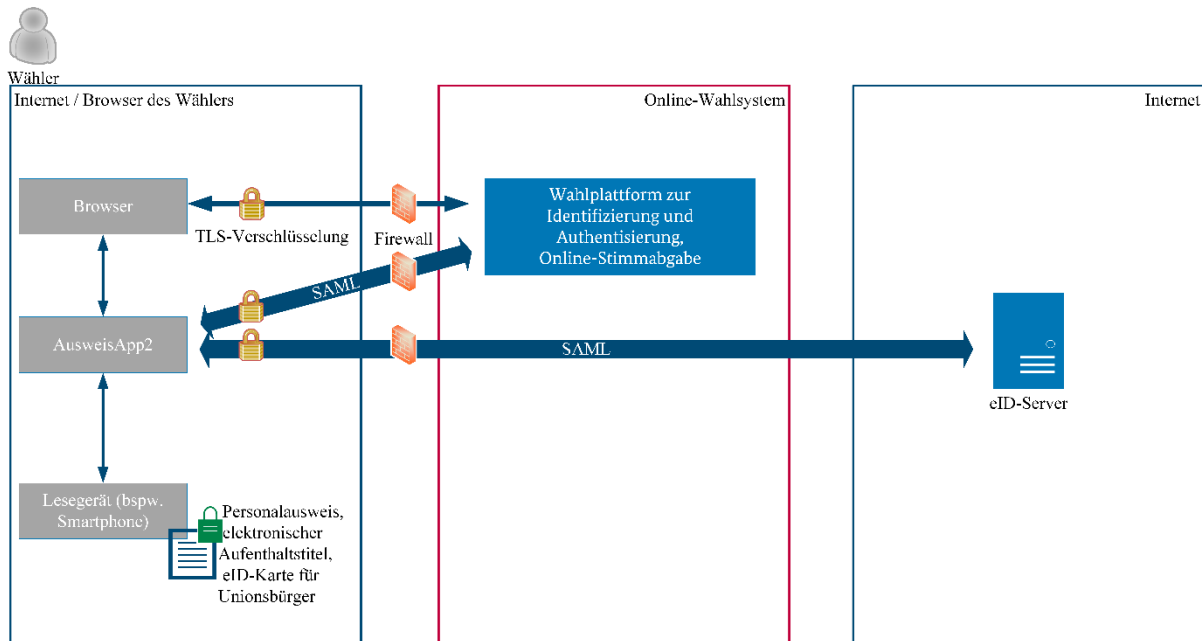 Wähler
Internet / Browser des Wählers
Online-Wahlsystem
Internet
Browser
TLS-Verschlüsselung
Firewall
Wahlplattform zur
Identifizierung und
Authentisierung,
Online-Stimmabgabe
SAML
AusweisApp2
SAML
eID-Server
Lesegerät (bspw.
Smartphone)
Personalausweis,
elektronischer
Aufenthaltstitel,
eID-Karte für
Unionsbürger